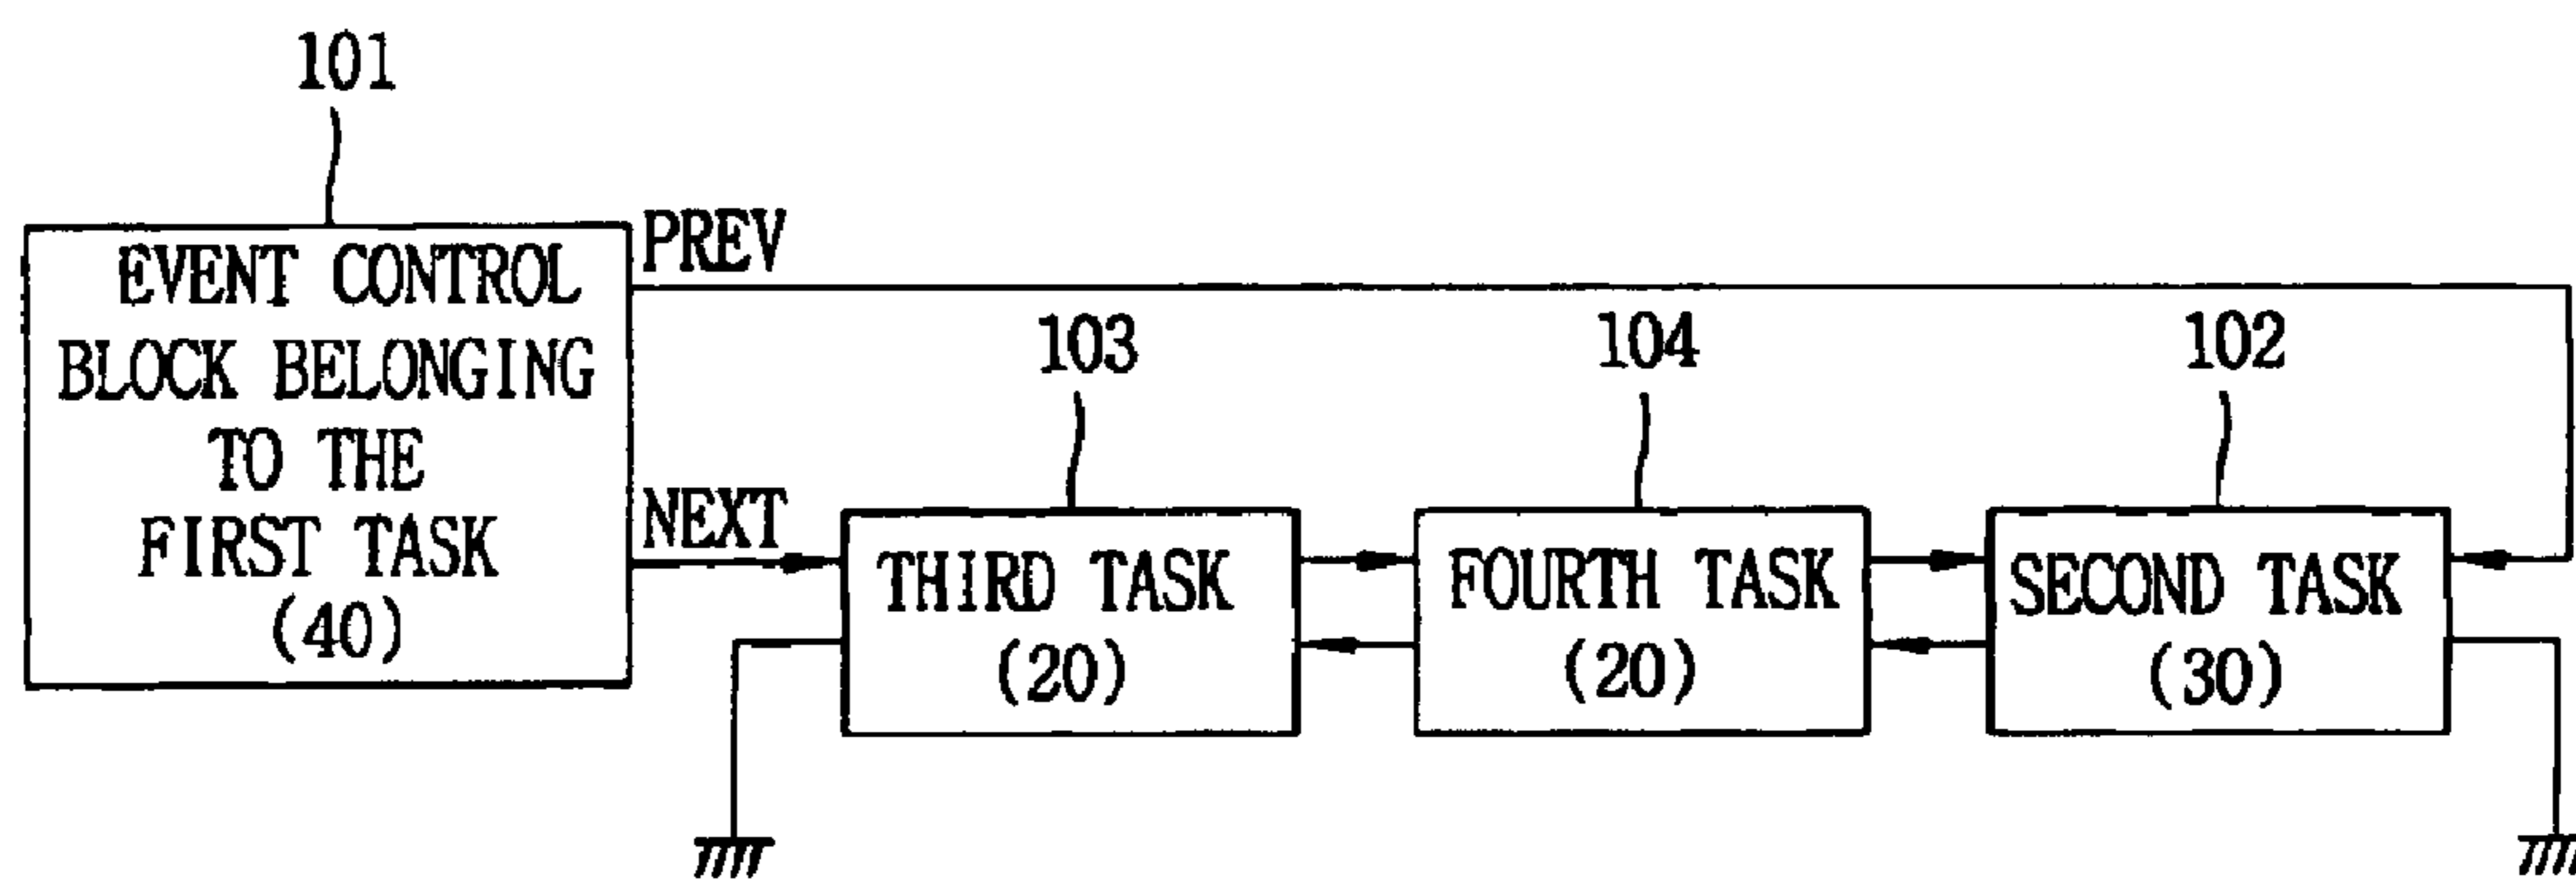 101
EVENT CONTROL
BLOCK BELONGING
TO THE
FIRST TASK
(40)
PREV
NEXT
103
THIRD TASK
(20)
104
FOURTH TASK
(20)
102
SECOND TASK
(30)